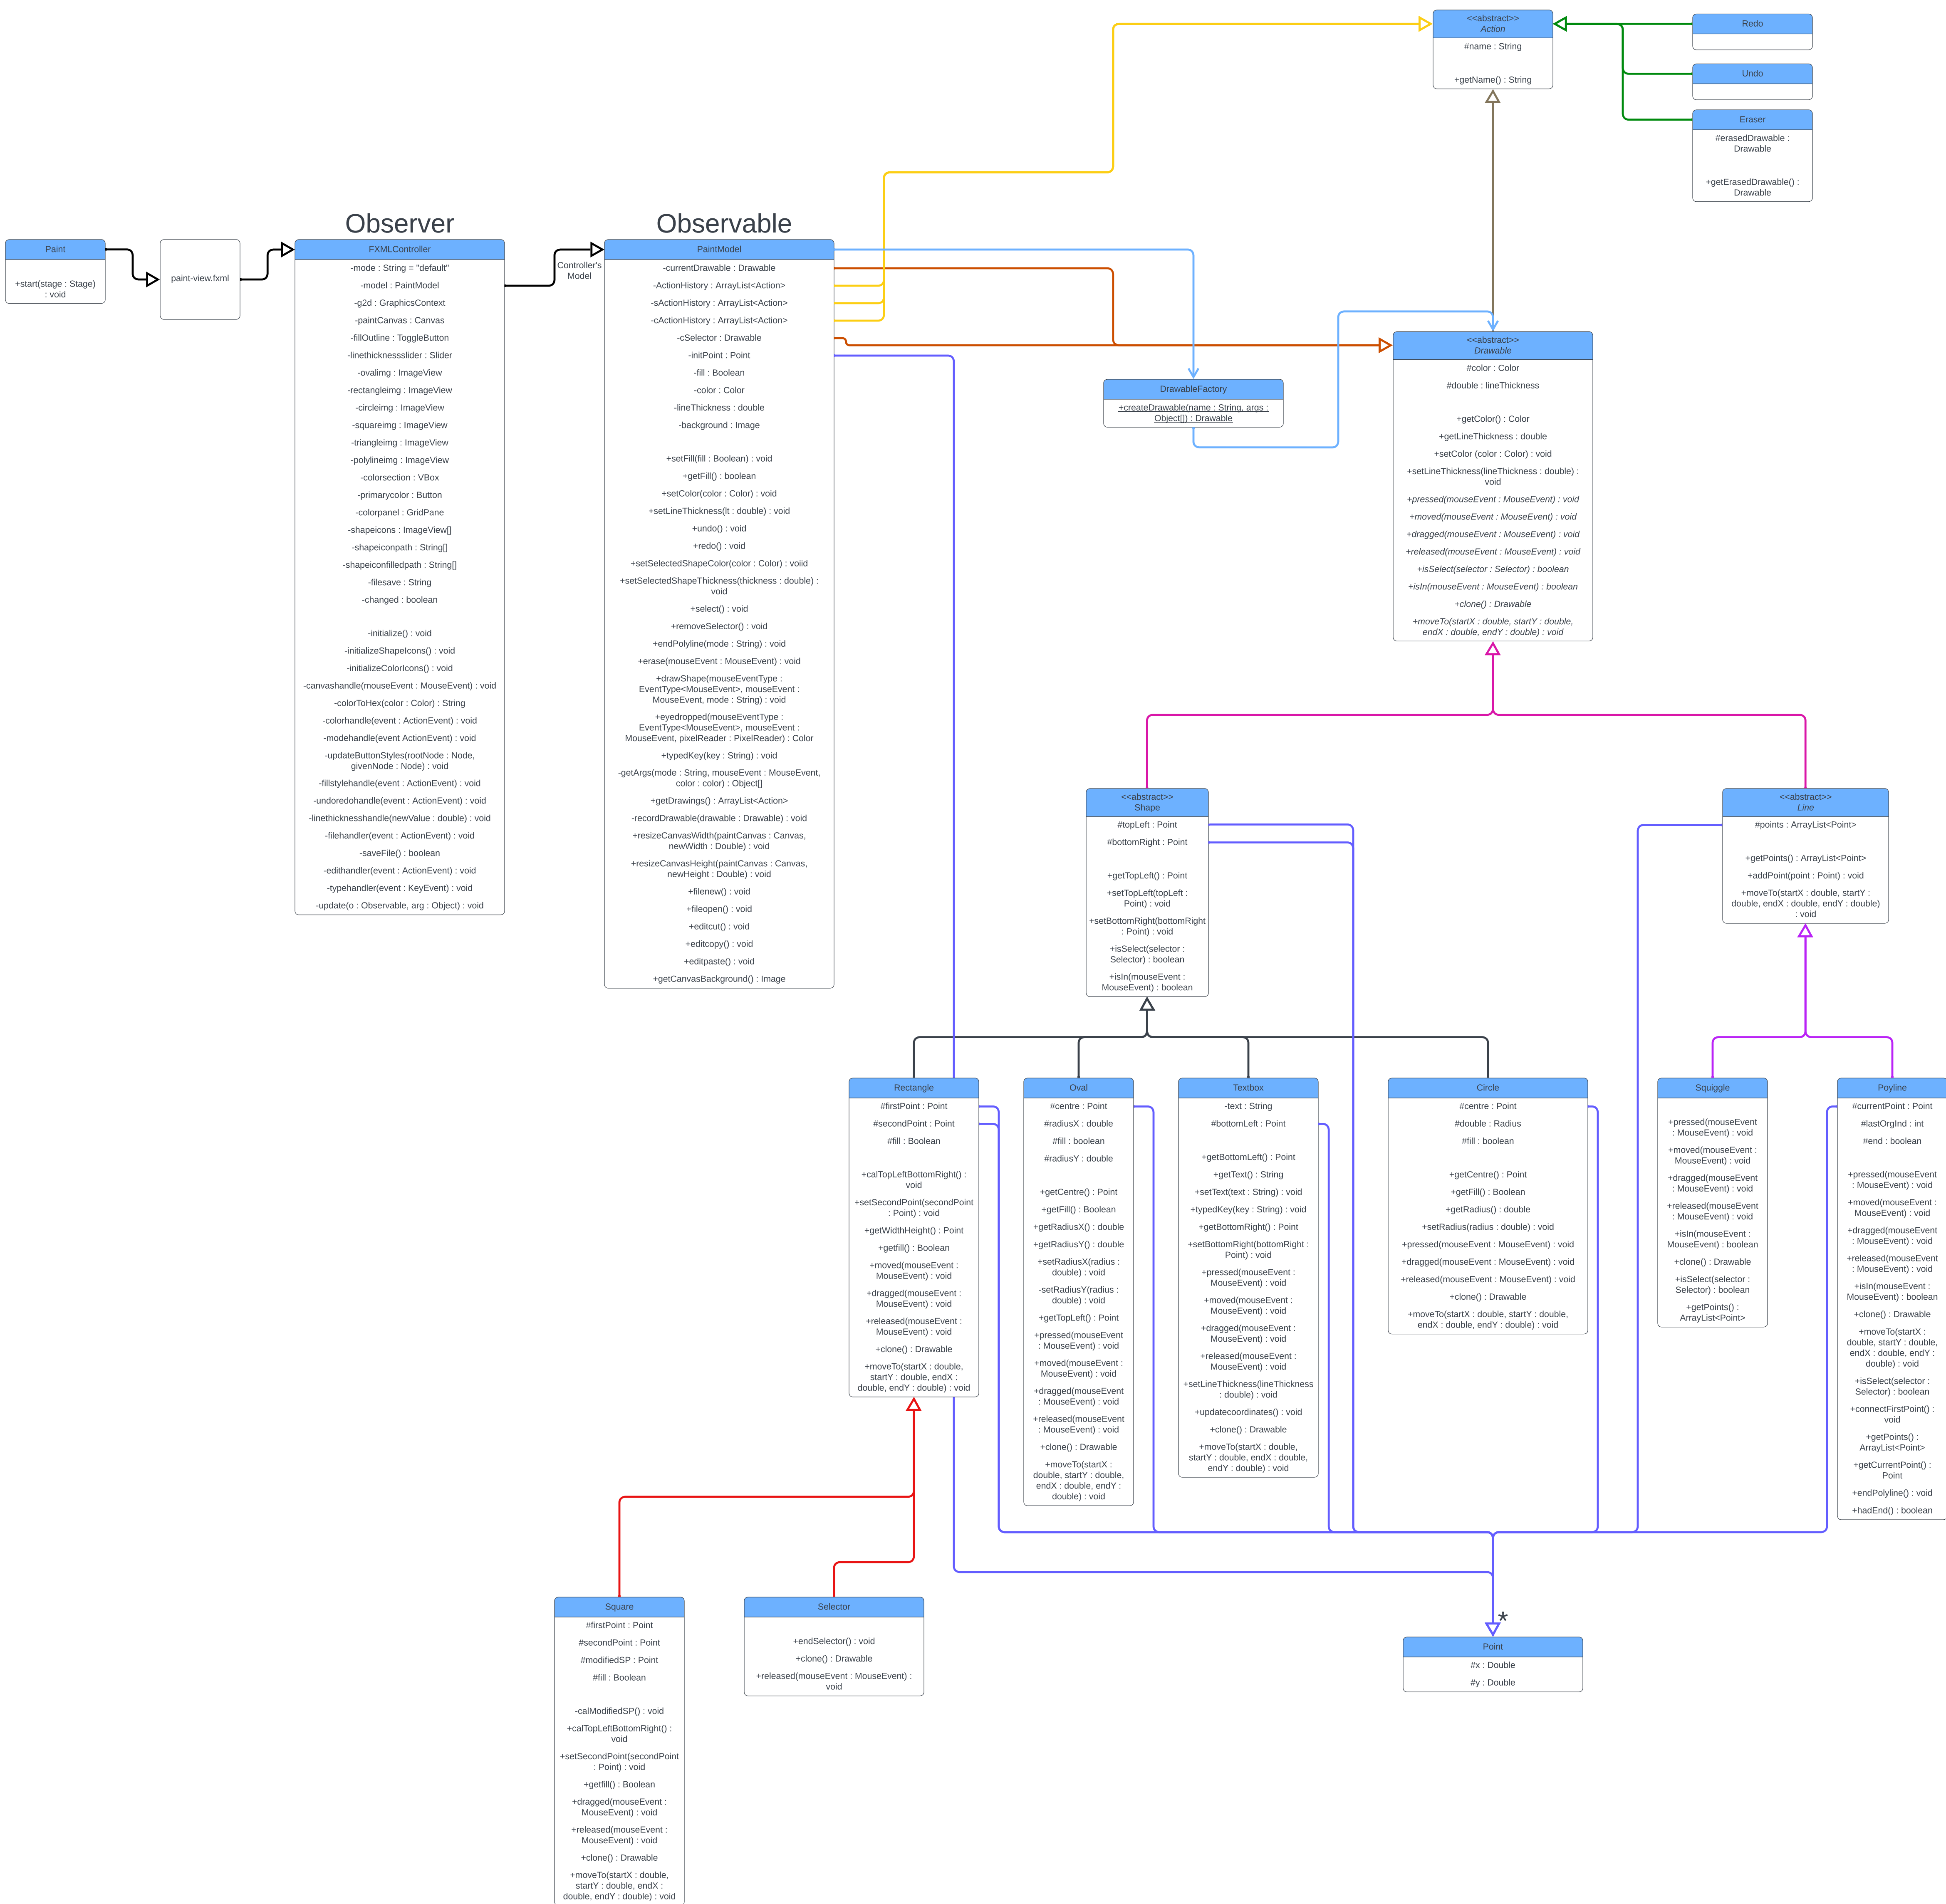 <<abstract>>
Action
#name : String
+getName() : String
Redo
Undo
Eraser
#erasedDrawable :
Drawable
+getErasedDrawable() :
Drawable
Observer
Observable
Paint
+start(stage : Stage)
: void
paint-view.fxml
FXMLController
-mode : String = "default"
-model : PaintModel
-g2d : GraphicsContext
-paintCanvas : Canvas
-fillOutline : ToggleButton
-linethicknessslider : Slider
-ovalimg : ImageView
-rectangleimg : ImageView
-circleimg : ImageView
-squareimg : ImageView
-triangleimg : ImageView
-polylineimg : ImageView
-colorsection : VBox
-primarycolor : Button
-colorpanel : GridPane
-shapeicons : ImageView[]
-shapeiconpath : String[]
-shapeiconfilledpath : String[]
-filesave : String
-changed : boolean
-initialize() : void
-initializeShapeIcons() : void
-initializeColorIcons() : void
-canvashandle(mouseEvent : MouseEvent) : void
-colorToHex(color : Color) : String
-colorhandle(event : ActionEvent) : void
-modehandle(event ActionEvent) : void
-updateButtonStyles(rootNode : Node,
givenNode : Node) : void
-fillstylehandle(event : ActionEvent) : void
-undoredohandle(event : ActionEvent) : void
-linethicknesshandle(newValue : double) : void
-filehandler(event : ActionEvent) : void
-saveFile() : boolean
-edithandler(event : ActionEvent) : void
-typehandler(event : KeyEvent) : void
-update(o : Observable, arg : Object) : void
Controller's
Model
PaintModel
-currentDrawable : Drawable
-ActionHistory : ArrayList<Action>
-sActionHistory : ArrayList<Action>
-cActionHistory : ArrayList<Action>
-cSelector : Drawable
-initPoint : Point
-fill : Boolean
-color : Color
-lineThickness : double
-background : Image
+setFill(fill : Boolean) : void
+getFill() : boolean
+setColor(color : Color) : void
+setLineThickness(lt : double) : void
+undo() : void
+redo() : void
+setSelectedShapeColor(color : Color) : voiid
+setSelectedShapeThickness(thickness : double) :
void
+select() : void
+removeSelector() : void
+endPolyline(mode : String) : void
+erase(mouseEvent : MouseEvent) : void
+drawShape(mouseEventType :
EventType<MouseEvent>, mouseEvent :
MouseEvent, mode : String) : void
+eyedropped(mouseEventType :
EventType<MouseEvent>, mouseEvent :
MouseEvent, pixelReader : PixelReader) : Color
+typedKey(key : String) : void
-getArgs(mode : String, mouseEvent : MouseEvent,
color : color) : Object[]
+getDrawings() : ArrayList<Action>
-recordDrawable(drawable : Drawable) : void
+resizeCanvasWidth(paintCanvas : Canvas,
newWidth : Double) : void
+resizeCanvasHeight(paintCanvas : Canvas,
newHeight : Double) : void
+filenew() : void
+fileopen() : void
+editcut() : void
+editcopy() : void
+editpaste() : void
+getCanvasBackground() : Image
DrawableFactory
+createDrawable(name : String, args :
Object[]) : Drawable
<<abstract>>
Drawable
#color : Color
#double : lineThickness
+getColor() : Color
+getLineThickness : double
+setColor (color : Color) : void
+setLineThickness(lineThickness : double) :
void
+pressed(mouseEvent : MouseEvent) : void
+moved(mouseEvent : MouseEvent) : void
+dragged(mouseEvent : MouseEvent) : void
+released(mouseEvent : MouseEvent) : void
+isSelect(selector : Selector) : boolean
+isIn(mouseEvent : MouseEvent) : boolean
+clone() : Drawable
+moveTo(startX : double, startY : double,
endX : double, endY : double) : void
<<abstract>>
Shape
#topLeft : Point
#bottomRight : Point
+getTopLeft() : Point
+setTopLeft(topLeft :
Point) : void
+setBottomRight(bottomRight
: Point) : void
+isSelect(selector :
Selector) : boolean
+isIn(mouseEvent :
MouseEvent) : boolean
<<abstract>>
Line
#points : ArrayList<Point>
+getPoints() : ArrayList<Point>
+addPoint(point : Point) : void
+moveTo(startX : double, startY :
double, endX : double, endY : double)
: void
Rectangle
#firstPoint : Point
#secondPoint : Point
#fill : Boolean
+calTopLeftBottomRight() :
void
+setSecondPoint(secondPoint
: Point) : void
+getWidthHeight() : Point
+getfill() : Boolean
+moved(mouseEvent :
MouseEvent) : void
+dragged(mouseEvent :
MouseEvent) : void
+released(mouseEvent :
MouseEvent) : void
+clone() : Drawable
+moveTo(startX : double,
startY : double, endX :
double, endY : double) : void
Oval
#centre : Point
#radiusX : double
#fill : boolean
#radiusY : double
+getCentre() : Point
+getFill() : Boolean
+getRadiusX() : double
+getRadiusY() : double
+setRadiusX(radius :
double) : void
-setRadiusY(radius :
double) : void
+getTopLeft() : Point
+pressed(mouseEvent
: MouseEvent) : void
+moved(mouseEvent :
MouseEvent) : void
+dragged(mouseEvent
: MouseEvent) : void
+released(mouseEvent
: MouseEvent) : void
+clone() : Drawable
+moveTo(startX :
double, startY : double,
endX : double, endY :
double) : void
Textbox
-text : String
#bottomLeft : Point
+getBottomLeft() : Point
+getText() : String
+setText(text : String) : void
+typedKey(key : String) : void
+getBottomRight() : Point
+setBottomRight(bottomRight :
Point) : void
+pressed(mouseEvent :
MouseEvent) : void
+moved(mouseEvent :
MouseEvent) : void
+dragged(mouseEvent :
MouseEvent) : void
+released(mouseEvent :
MouseEvent) : void
+setLineThickness(lineThickness
: double) : void
+updatecoordinates() : void
+clone() : Drawable
+moveTo(startX : double,
startY : double, endX : double,
endY : double) : void
Circle
#centre : Point
#double : Radius
#fill : boolean
+getCentre() : Point
+getFill() : Boolean
+getRadius() : double
+setRadius(radius : double) : void
+pressed(mouseEvent : MouseEvent) : void
+dragged(mouseEvent : MouseEvent) : void
+released(mouseEvent : MouseEvent) : void
+clone() : Drawable
+moveTo(startX : double, startY : double,
endX : double, endY : double) : void
Squiggle
+pressed(mouseEvent
: MouseEvent) : void
+moved(mouseEvent :
MouseEvent) : void
+dragged(mouseEvent
: MouseEvent) : void
+released(mouseEvent
: MouseEvent) : void
+isIn(mouseEvent :
MouseEvent) : boolean
+clone() : Drawable
+isSelect(selector :
Selector) : boolean
+getPoints() :
ArrayList<Point>
Poyline
#currentPoint : Point
#lastOrgInd : int
#end : boolean
+pressed(mouseEvent
: MouseEvent) : void
+moved(mouseEvent :
MouseEvent) : void
+dragged(mouseEvent
: MouseEvent) : void
+released(mouseEvent
: MouseEvent) : void
+isIn(mouseEvent :
MouseEvent) : boolean
+clone() : Drawable
+moveTo(startX :
double, startY : double,
endX : double, endY :
double) : void
+isSelect(selector :
Selector) : boolean
+connectFirstPoint() :
void
+getPoints() :
ArrayList<Point>
+getCurrentPoint() :
Point
+endPolyline() : void
+hadEnd() : boolean
Square
#firstPoint : Point
#secondPoint : Point
#modifiedSP : Point
#fill : Boolean
-calModifiedSP() : void
+calTopLeftBottomRight() :
void
+setSecondPoint(secondPoint
: Point) : void
+getfill() : Boolean
+dragged(mouseEvent :
MouseEvent) : void
+released(mouseEvent :
MouseEvent) : void
+clone() : Drawable
+moveTo(startX : double,
startY : double, endX :
double, endY : double) : void
Selector
+endSelector() : void
+clone() : Drawable
+released(mouseEvent : MouseEvent) :
void
*
Point
#x : Double
#y : Double